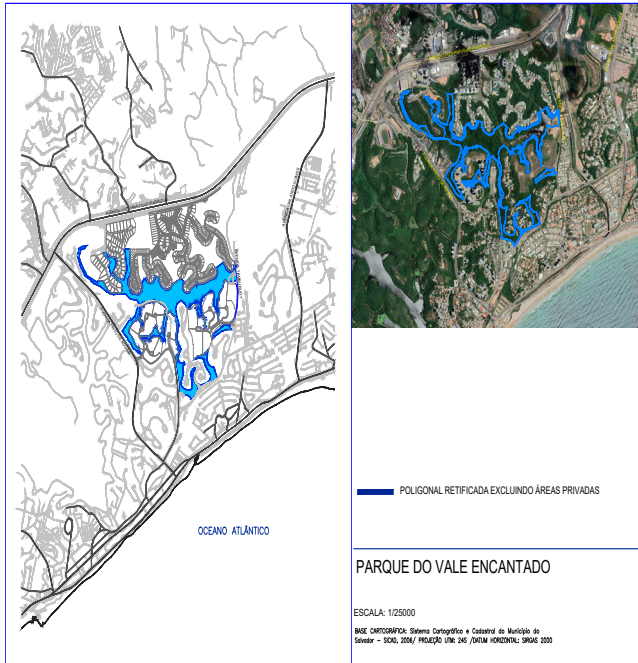 OCEANO ATLÂNTICO
POLIGONAL RETIFICADA EXCLUINDO ÁREAS PRIVADAS
PARQUE DO VALE ENCANTADO
ESCALA: 1/25000
BASE CARTOGRÁFICA: Sistema Cartográfico e Cadastral do Município do
Salvador - SICAD, 2006/ PROJEÇÃO UTM: 24S /DATUM HORIZONTAL: SIRGAS 2000